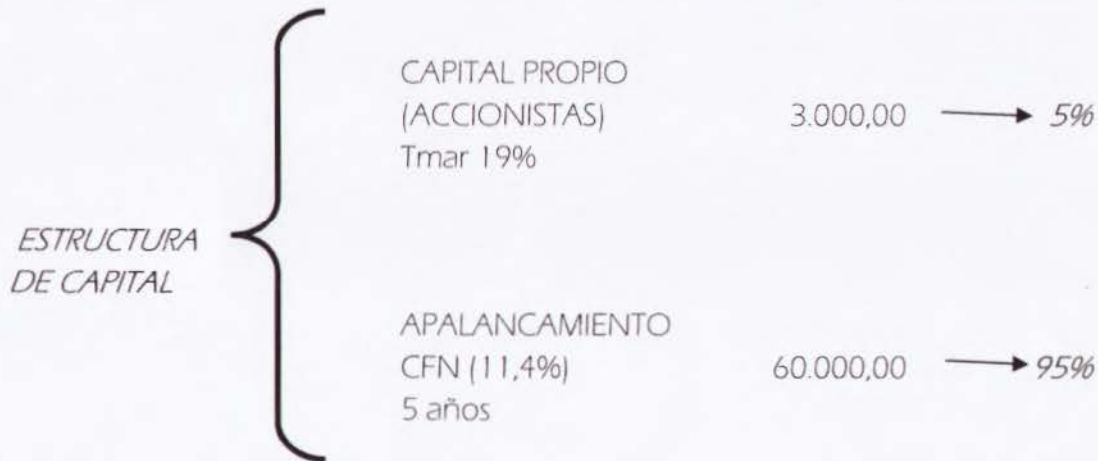 CAPITAL PROPIO
(ACCIONISTAS) 3.000,00 5%
Tmar 19%
ESTRUCTURA
DE CAPITAL
APALANCAMIENTO
CFN (11,4%) 60.000,00 95%
5 años